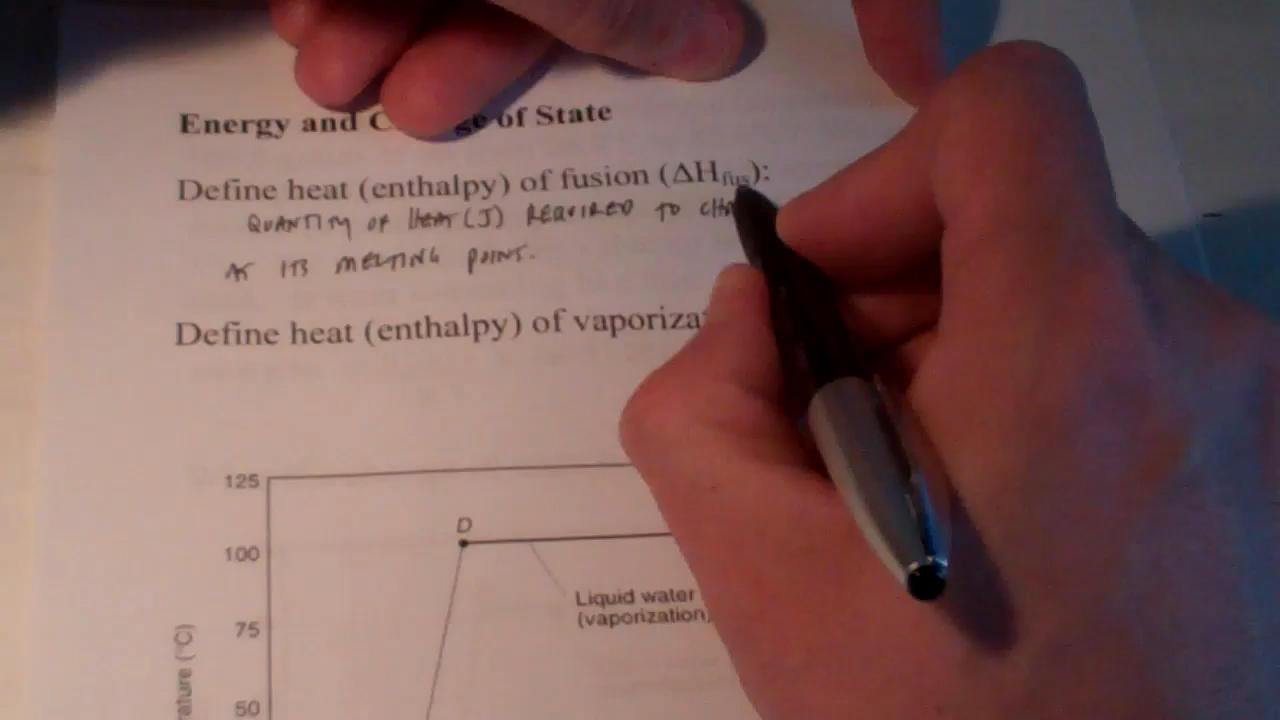 Energy and of State
Define heat (enthalpy) of fusion (ΔHfus):
QUANTITY OF HEAT (J) REQUIRED TO
AT ITS MELTING POINT.
Define heat (enthalpy) of
125
D
100
Liquid water
(vaporization)
75
(°C)
50